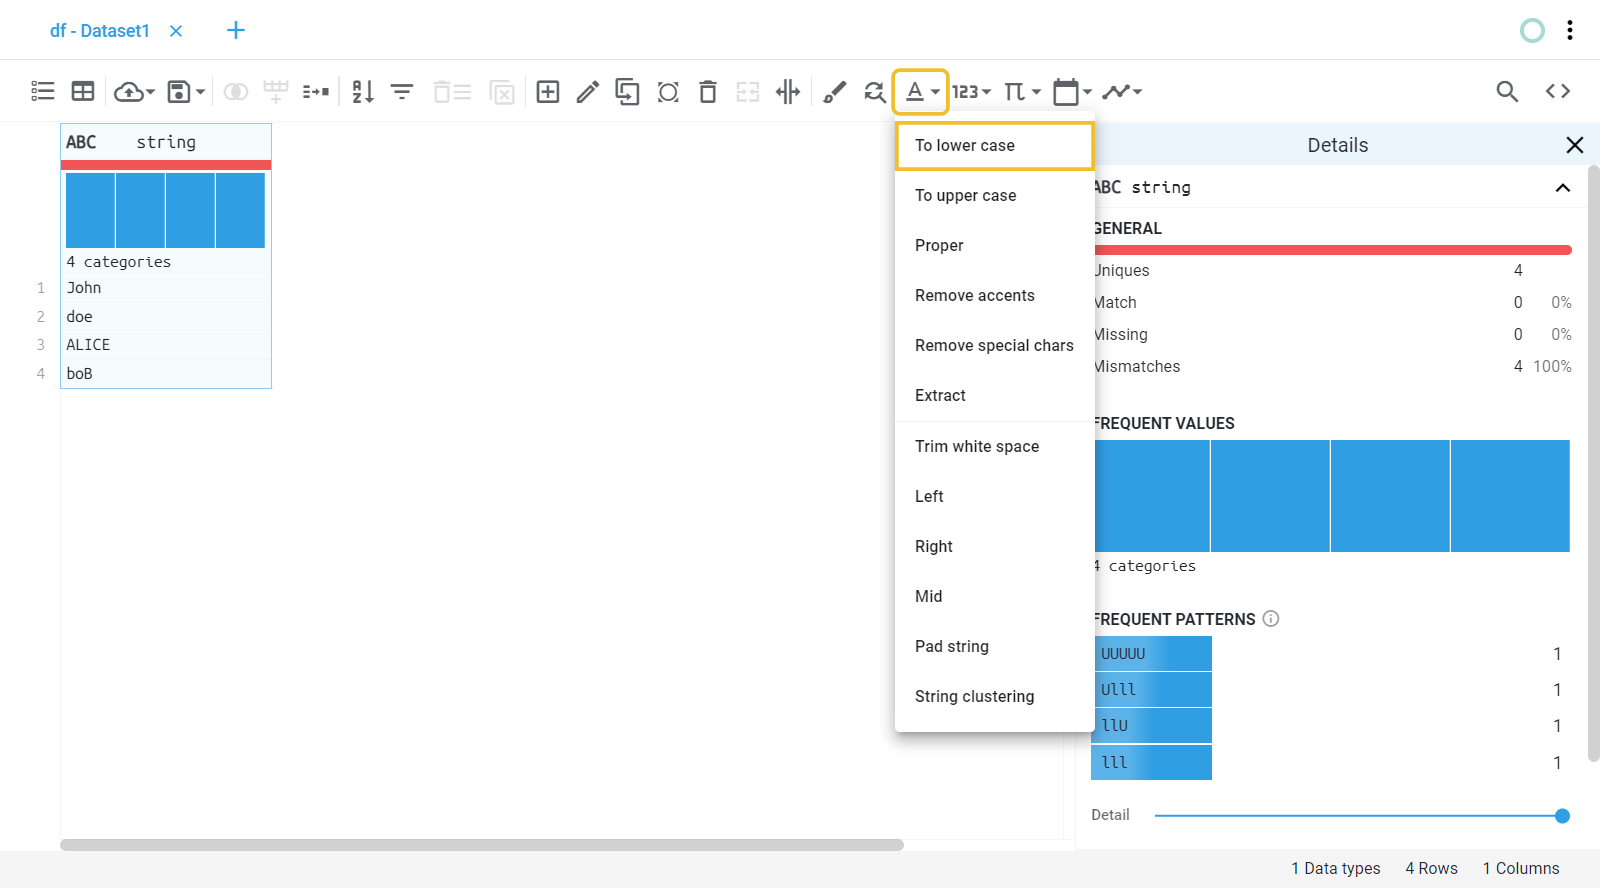 df - Dataset1
A
Z
A
123
ABC string
4 categories
1 John
2 doe
3 ALICE
4 boB
To lower case
To upper case
Proper
Remove accents
Remove special chars
Extract
Trim white space
Left
Right
Mid
Pad string
String clustering
Details
ABC string
GENERAL
Uniques 4
Match 0 0%
Missing 0 0%
Mismatches 4 100%
FREQUENT VALUES
4 categories
FREQUENT PATTERNS
UUUUU 1
Ulll 1
llU 1
lll 1
Detail
1 Data types 4 Rows 1 Columns